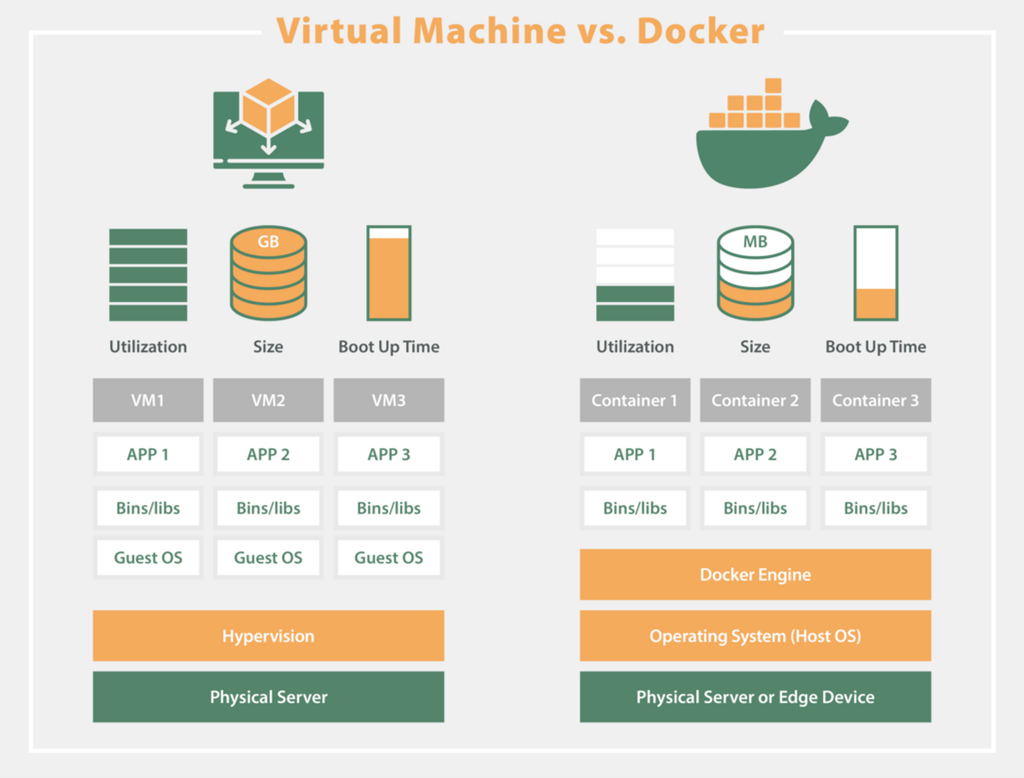 Virtual Machine vs. Docker
GB
Utilization
Size
Boot Up Time
VM1
VM2
VM3
APP 1
APP 2
APP 3
Bins/libs
Bins/libs
Bins/libs
Guest OS
Guest OS
Guest OS
Hypervision
Physical Server
MB
Utilization
Size
Boot Up Time
Container 1
Container 2
Container 3
APP 1
APP 2
APP 3
Bins/libs
Bins/libs
Bins/libs
Docker Engine
Operating System (Host OS)
Physical Server or Edge Device